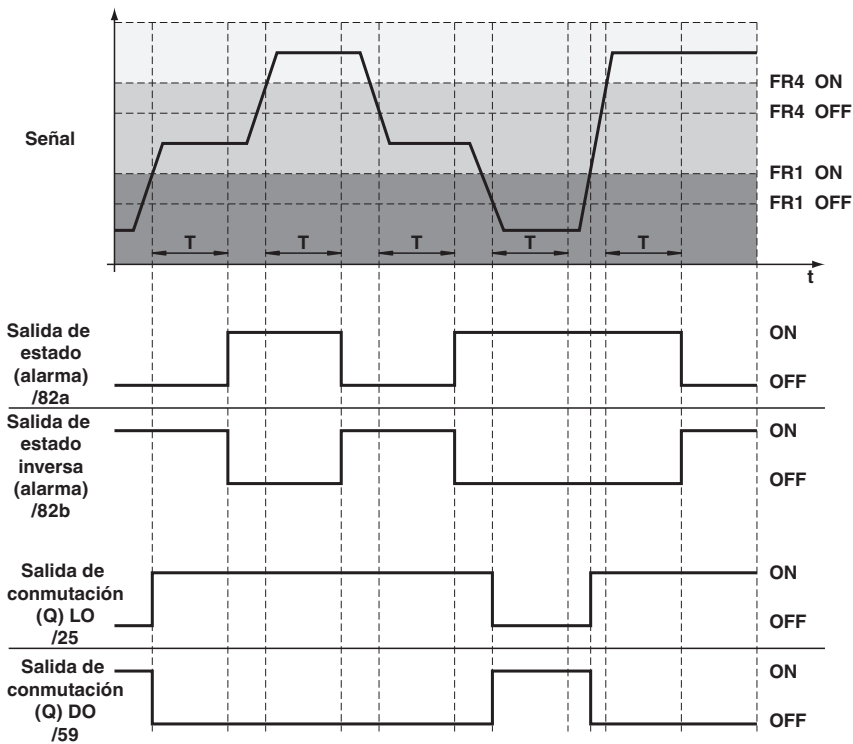 FR4 ON
FR4 OFF
Señal
FR1 ON
FR1 OFF
T T T T T
t
Salida de
estado
(alarma)
/82a
ON
OFF
Salida de
estado
inversa
(alarma)
/82b
ON
OFF
Salida de
conmutación
(Q) LO
/25
ON
OFF
Salida de
conmutación
(Q) DO
/59
ON
OFF